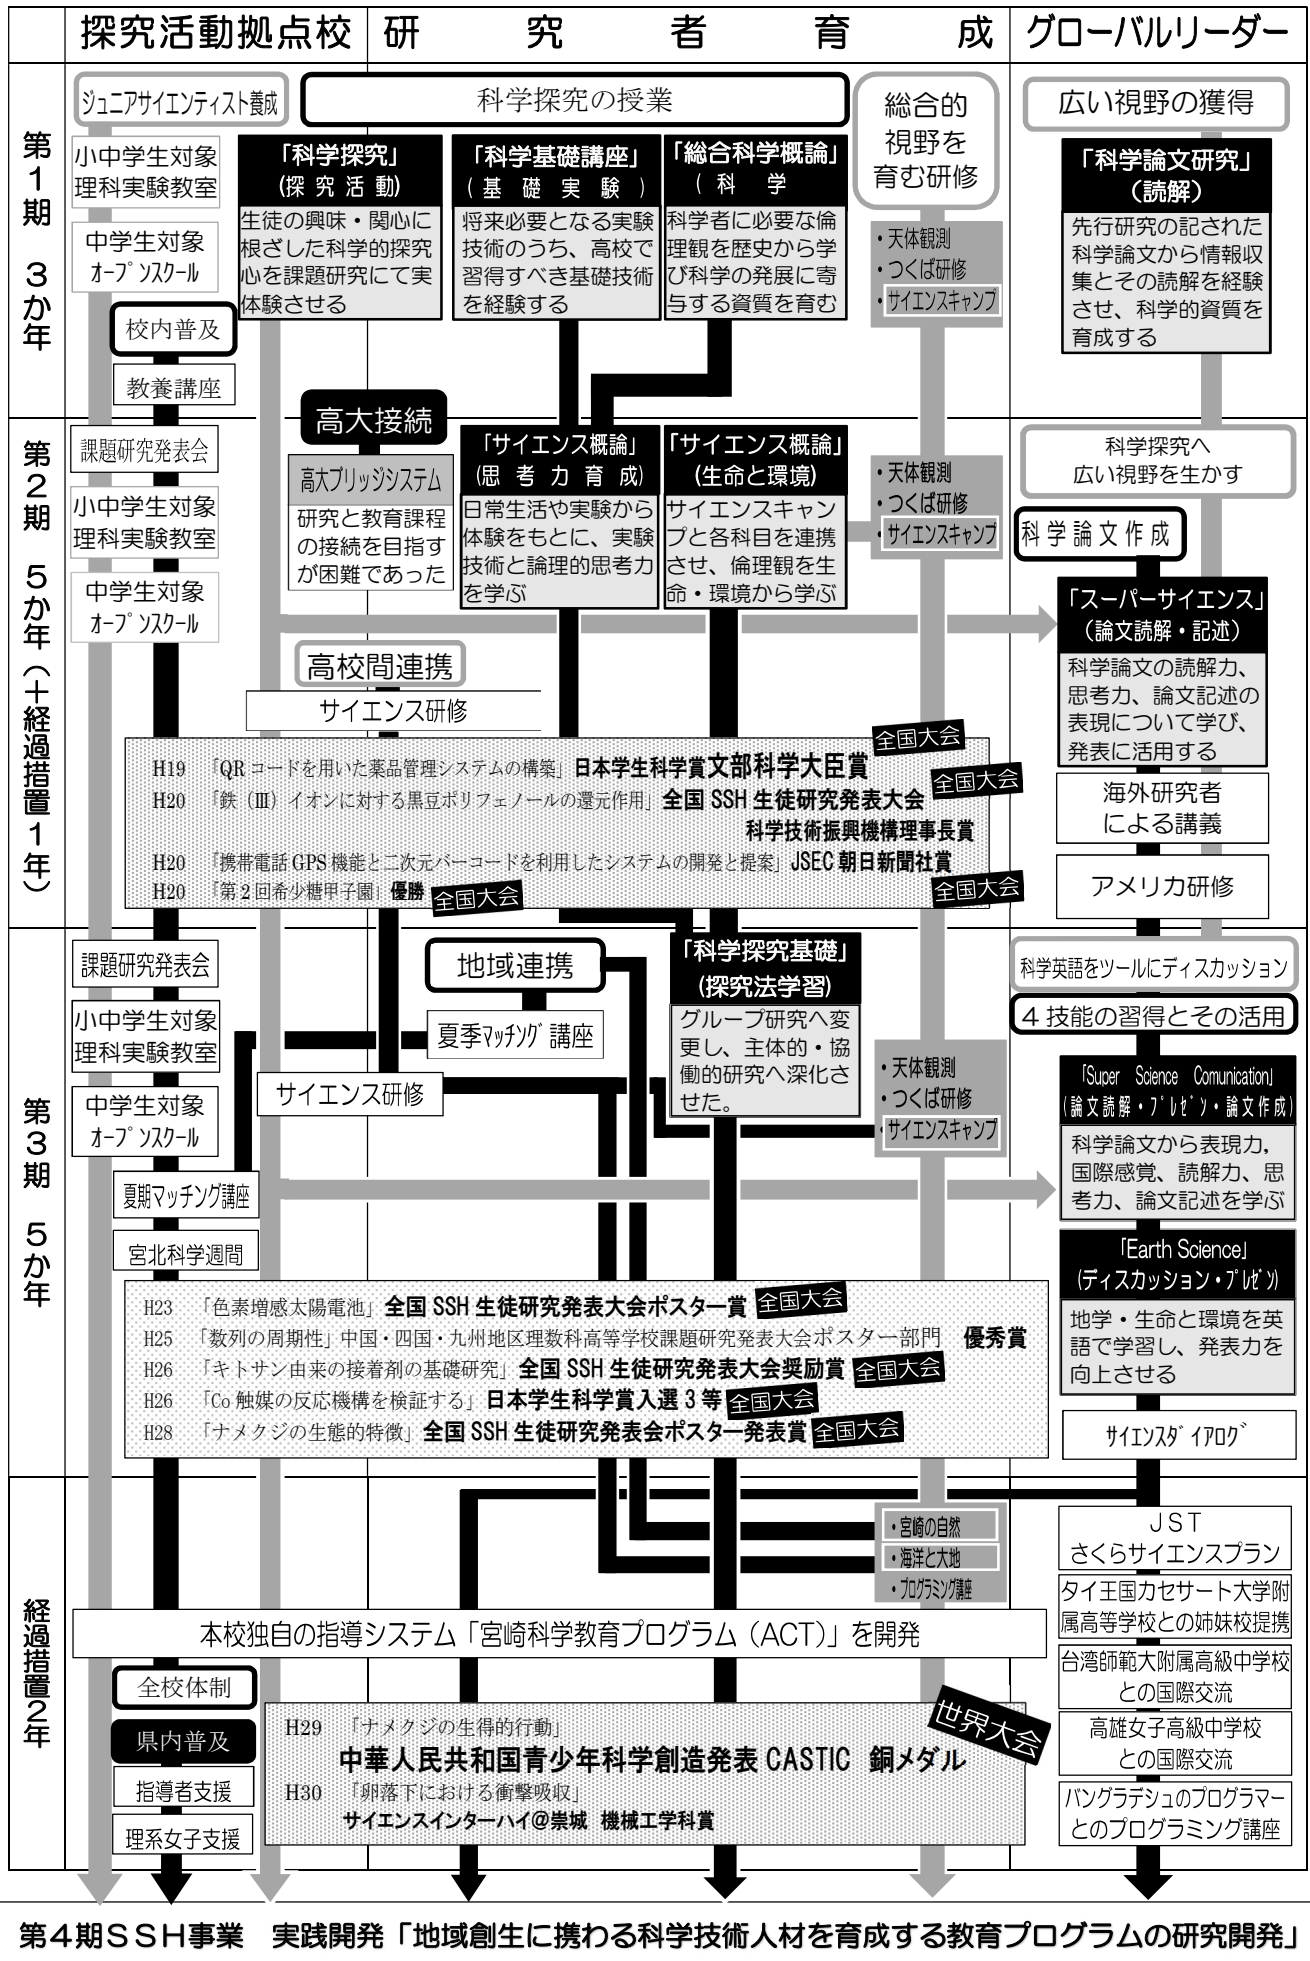 探究活動拠点校
研究者育成
グローバルリーダー
第1期 3か年
ジュニアサイエンティスト養成
小中学生対象
理科実験教室
中学生対象
オープンスクール
校内普及
教養講座
科学探究の授業
「科学探究」
(探究活動)
生徒の興味・関心に
根ざした科学的探究
心を課題研究にて実
体験させる
「科学基礎講座」
(基礎実験)
将来必要となる実験
技術のうち、高校で
習得すべき基礎技術
を経験する
「総合科学概論」
(科学
科学者に必要な倫
理観を歴史から学
び科学の発展に寄
与する資質を育む
総合的
視野を
育む研修
・天体観測
・つくば研修
・サイエンスキャンプ
広い視野の獲得
「科学論文研究」
(読解)
先行研究の記された
科学論文から情報収
集とその読解を経験
させ、科学的資質を
育成する
第2期 5か年(+経過措置1年)
課題研究発表会
小中学生対象
理科実験教室
中学生対象
オープンスクール
高大接続
高大ブリッジシステム
研究と教育課程
の接続を目指す
が困難であった
高校間連携
サイエンス研修
「サイエンス概論」
(思考力育成)
日常生活や実験から
体験をもとに、実験
技術と論理的思考力
を学ぶ
「サイエンス概論」
(生命と環境)
サイエンスキャン
プと各科目を連携
させ、倫理観を生
命・環境から学ぶ
・天体観測
・つくば研修
・サイエンスキャンプ
科学探究へ
広い視野を生かす
科学論文作成
「スーパーサイエンス」
(論文読解・記述)
科学論文の読解力、
思考力、論文記述の
表現について学び、
発表に活用する
海外研究者
による講義
アメリカ研修
全国大会
H19 「QRコードを用いた薬品管理システムの構築」日本学生科学賞文部科学大臣賞
全国大会
H20 「鉄(Ⅲ)イオンに対する黒豆ポリフェノールの還元作用」全国SSH生徒研究発表大会
科学技術振興機構理事長賞
H20 「携帯電話GPS機能と二次元バーコードを利用したシステムの開発と提案」JSEC朝日新聞社賞
全国大会
H20 「第2回希少糖甲子園」優勝 全国大会
第3期 5か年
課題研究発表会
小中学生対象
理科実験教室
中学生対象
オープンスクール
夏期マッチング講座
宮北科学週間
地域連携
夏季マッチング講座
サイエンス研修
「科学探究基礎」
(探究法学習)
グループ研究へ変
更し、主体的・協
働的研究へ深化さ
せた。
・天体観測
・つくば研修
・サイエンスキャンプ
科学英語をツールにディスカッション
4技能の習得とその活用
「Super Science Comunication」
(論文読解・プレゼン・論文作成)
科学論文から表現力,
国際感覚、読解力、思
考力、論文記述を学ぶ
「Earth Science」
(ディスカッション・プレゼン)
地学・生命と環境を英
語で学習し、発表力を
向上させる
サイエンスダイアログ
H23 「色素増感太陽電池」全国SSH生徒研究発表大会ポスター賞 全国大会
H25 「数列の周期性」中国・四国・九州地区理数科高等学校課題研究発表大会ポスター部門 優秀賞
H26 「キトサン由来の接着剤の基礎研究」全国SSH生徒研究発表大会奨励賞 全国大会
H26 「Co触媒の反応機構を検証する」日本学生科学賞入選3等 全国大会
H28 「ナメクジの生態的特徴」全国SSH生徒研究発表会ポスター発表賞 全国大会
経過措置2年
・宮崎の自然
・海洋と大地
・プログラミング講座
JST
さくらサイエンスプラン
タイ王国カセサート大学附
属高等学校との姉妹校提携
台湾師範大附属高級中学校
との国際交流
高雄女子高級中学校
との国際交流
バングラデシュのプログラマー
とのプログラミング講座
本校独自の指導システム「宮崎科学教育プログラム(ACT)」を開発
全校体制
県内普及
指導者支援
理系女子支援
世界大会
H29 「ナメクジの生得的行動」
中華人民共和国青少年科学創造発表CASTIC 銅メダル
H30 「卵落下における衝撃吸収」
サイエンスインターハイ@崇城 機械工学科賞
第4期SSH事業 実践開発「地域創生に携わる科学技術人材を育成する教育プログラムの研究開発」